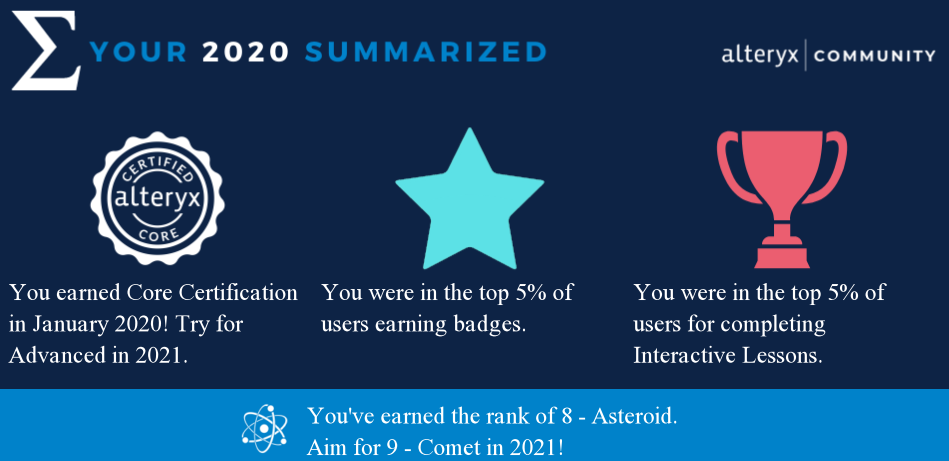 Σ YOUR 2020 SUMMARIZED
alteryx COMMUNITY
CERTIFIED
alteryx
CORE
You earned Core Certification
in January 2020! Try for
Advanced in 2021.
You were in the top 5% of
users earning badges.
You were in the top 5% of
users for completing
Interactive Lessons.
You've earned the rank of 8 - Asteroid.
Aim for 9 - Comet in 2021!